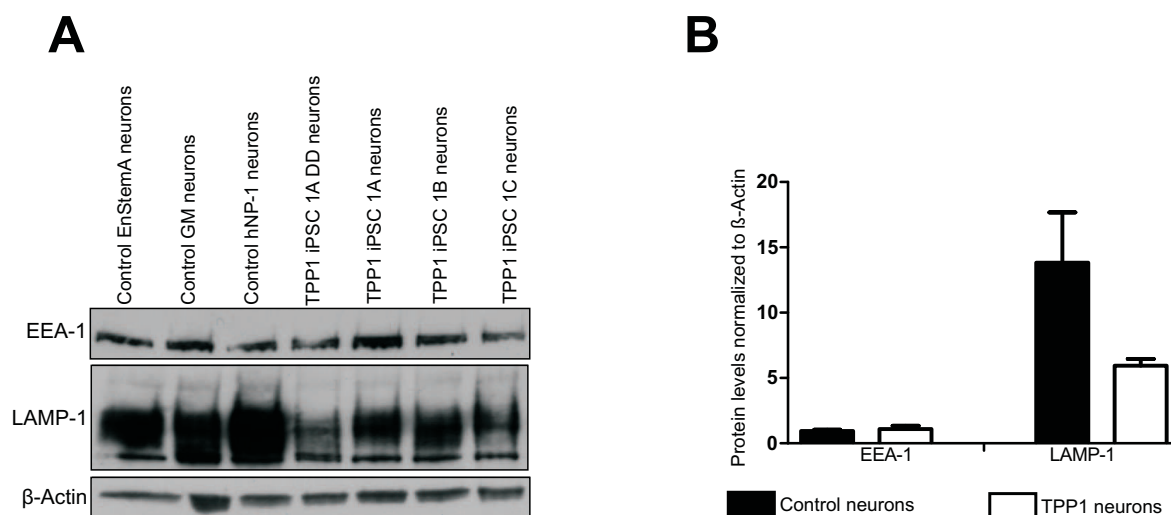 A
Control EnStemA neurons
Control GM neurons
Control hNP-1 neurons
TPP1 iPSC 1A DD neurons
TPP1 iPSC 1A neurons
TPP1 iPSC 1B neurons
TPP1 iPSC 1C neurons
EEA-1
LAMP-1
β-Actin
B
Protein levels normalized to ß-Actin
20
15
10
5
0
EEA-1
LAMP-1
Control neurons
TPP1 neurons